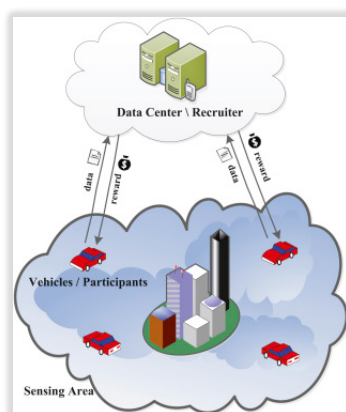 Data Center \ Recruiter
data
reward
data
reward
Vehicles / Participants
Sensing Area